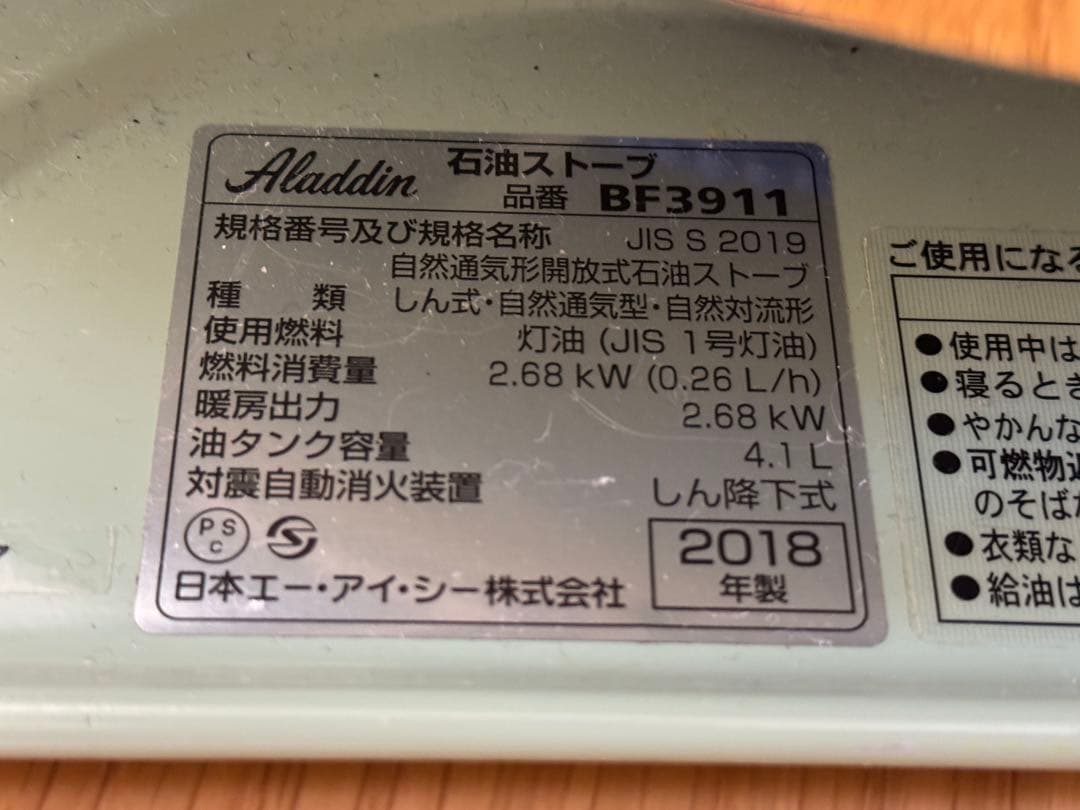 Aladdin 石油ストーブ
品番 BF3911
規格番号及び規格名称 JIS S 2019
自然通気形開放式石油ストーブ
種 類 しん式・自然通気型・自然対流形
使用燃料 灯油 (JIS 1号灯油)
燃料消費量 2.68 kW (0.26 L/h)
暖房出力 2.68 kW
油タンク容量 4.1 L
対震自動消火装置 しん降下式
PS
C
2018
年製
日本エー・アイ・シー株式会社
ご使用になる
●使用中は
●寝るとき
●やかんな
●可燃物
のそば
●衣類な
●給油は